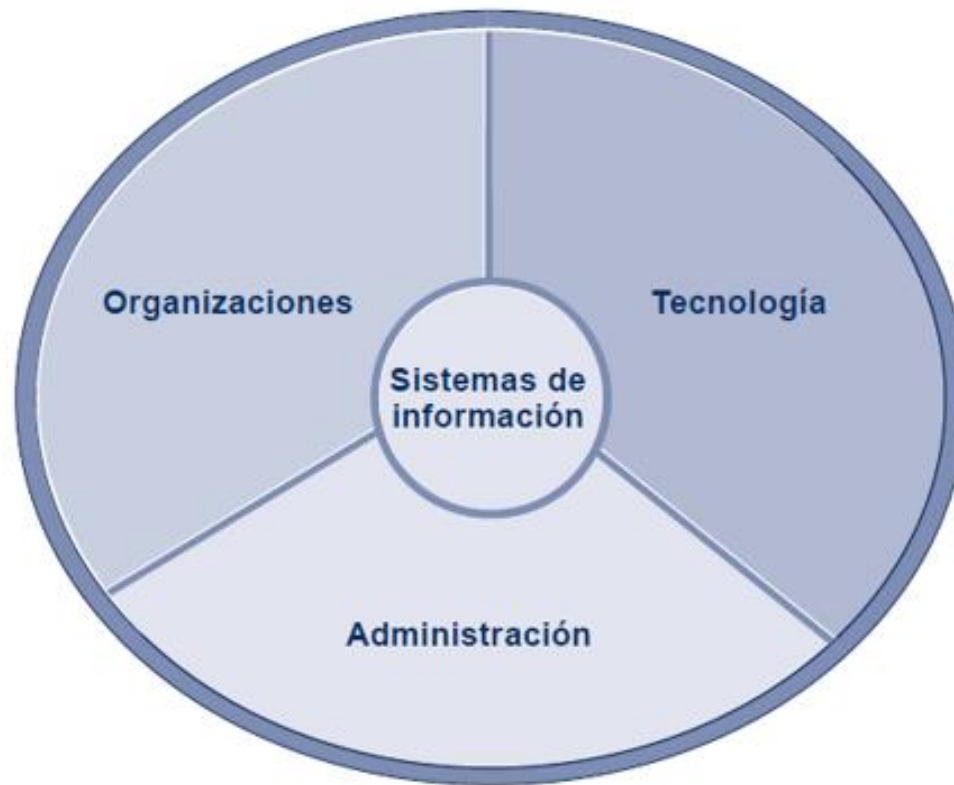 Organizaciones
Tecnología
Sistemas de
información
Administración